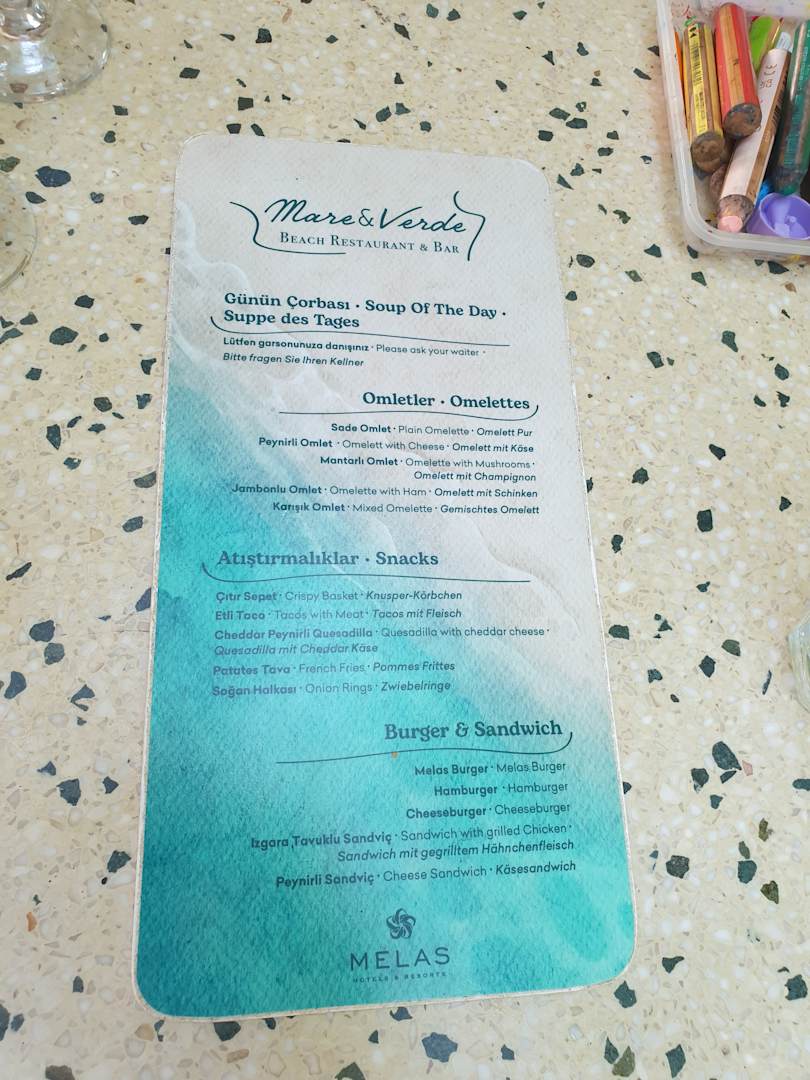 Mare & Verde
BEACH RESTAURANT & BAR
Günün Çorbası · Soup Of The Day ·
Suppe des Tages
Lütfen garsonunuza danışınız · Please ask your waiter ·
Bitte fragen Sie Ihren Kellner
Omletler · Omelettes
Sade Omlet · Plain Omelette · Omelett Pur
Peynirli Omlet · Omelett with Cheese · Omelett mit Käse
Mantarlı Omlet · Omelette with Mushrooms ·
Omelett mit Champignon
Jambonlu Omlet · Omelette with Ham · Omelett mit Schinken
Karışık Omlet · Mixed Omelette · Gemischtes Omelett
Atıştırmalıklar · Snacks
Çıtır Sepet · Crispy Basket · Knusper-Körbchen
Etli Taco · Tacos with Meat · Tacos mit Fleisch
Cheddar Peynirli Quesadilla · Quesadilla with cheddar cheese ·
Quesadilla mit Cheddar Käse
Patates Tava · French Fries · Pommes Frittes
Soğan Halkası · Onion Rings · Zwiebelringe
Burger & Sandwich
Melas Burger · Melas Burger
Hamburger · Hamburger
Cheeseburger · Cheeseburger
Izgara Tavuklu Sandviç · Sandwich with grilled Chicken ·
Sandwich mit gegrilltem Hähnchenfleisch
Peynirli Sandviç · Cheese Sandwich · Käsesandwich
MELAS
HOTELS & RESORTS